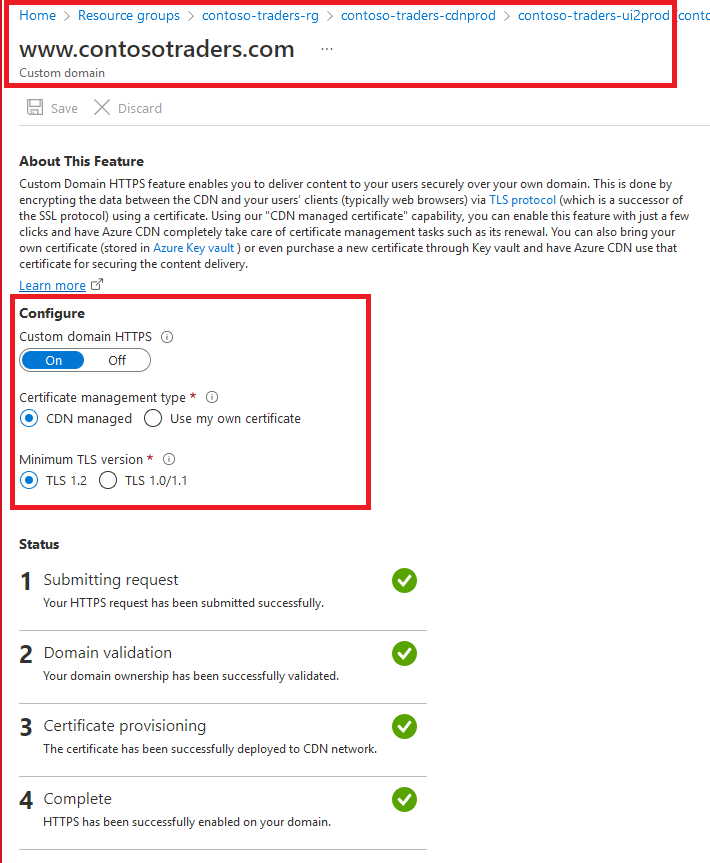 Home > Resource groups > contoso-traders-rg > contoso-traders-cdnprod > contoso-traders-ui2prod (conto
www.contosotraders.com ...
Custom domain
Save Discard
About This Feature
Custom Domain HTTPS feature enables you to deliver content to your users securely over your own domain. This is done by
encrypting the data between the CDN and your users' clients (typically web browsers) via TLS protocol (which is a successor of
the SSL protocol) using a certificate. Using our "CDN managed certificate" capability, you can enable this feature with just a few
clicks and have Azure CDN completely take care of certificate management tasks such as its renewal. You can also bring your
own certificate (stored in Azure Key vault ) or even purchase a new certificate through Key vault and have Azure CDN use that
certificate for securing the content delivery.
Learn more
Configure
Custom domain HTTPS
On Off
Certificate management type *
CDN managed Use my own certificate
Minimum TLS version *
TLS 1.2 TLS 1.0/1.1
Status
1 Submitting request
Your HTTPS request has been submitted successfully.
2 Domain validation
Your domain ownership has been successfully validated.
3 Certificate provisioning
The certificate has been successfully deployed to CDN network.
4 Complete
HTTPS has been successfully enabled on your domain.